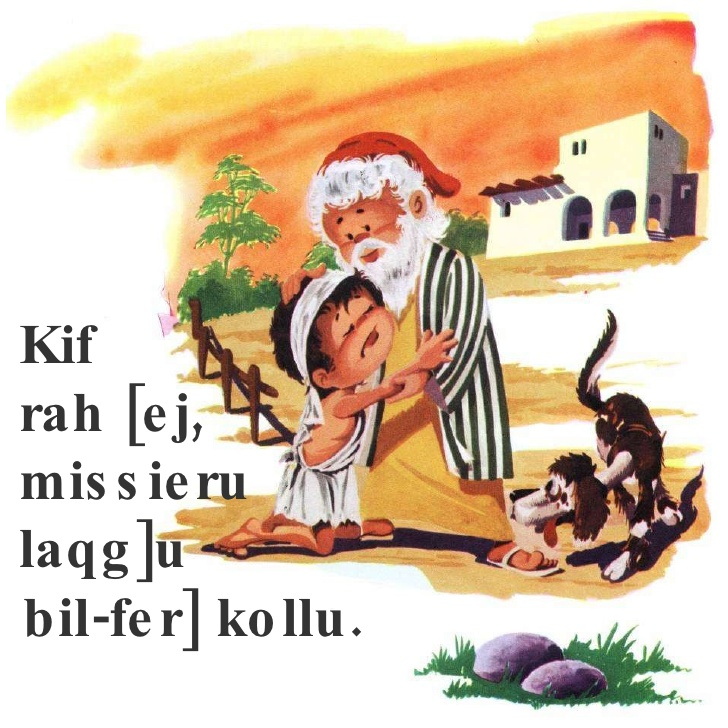 Kif
rah [ej,
missieru
laqg]u
bil-fer] kollu.